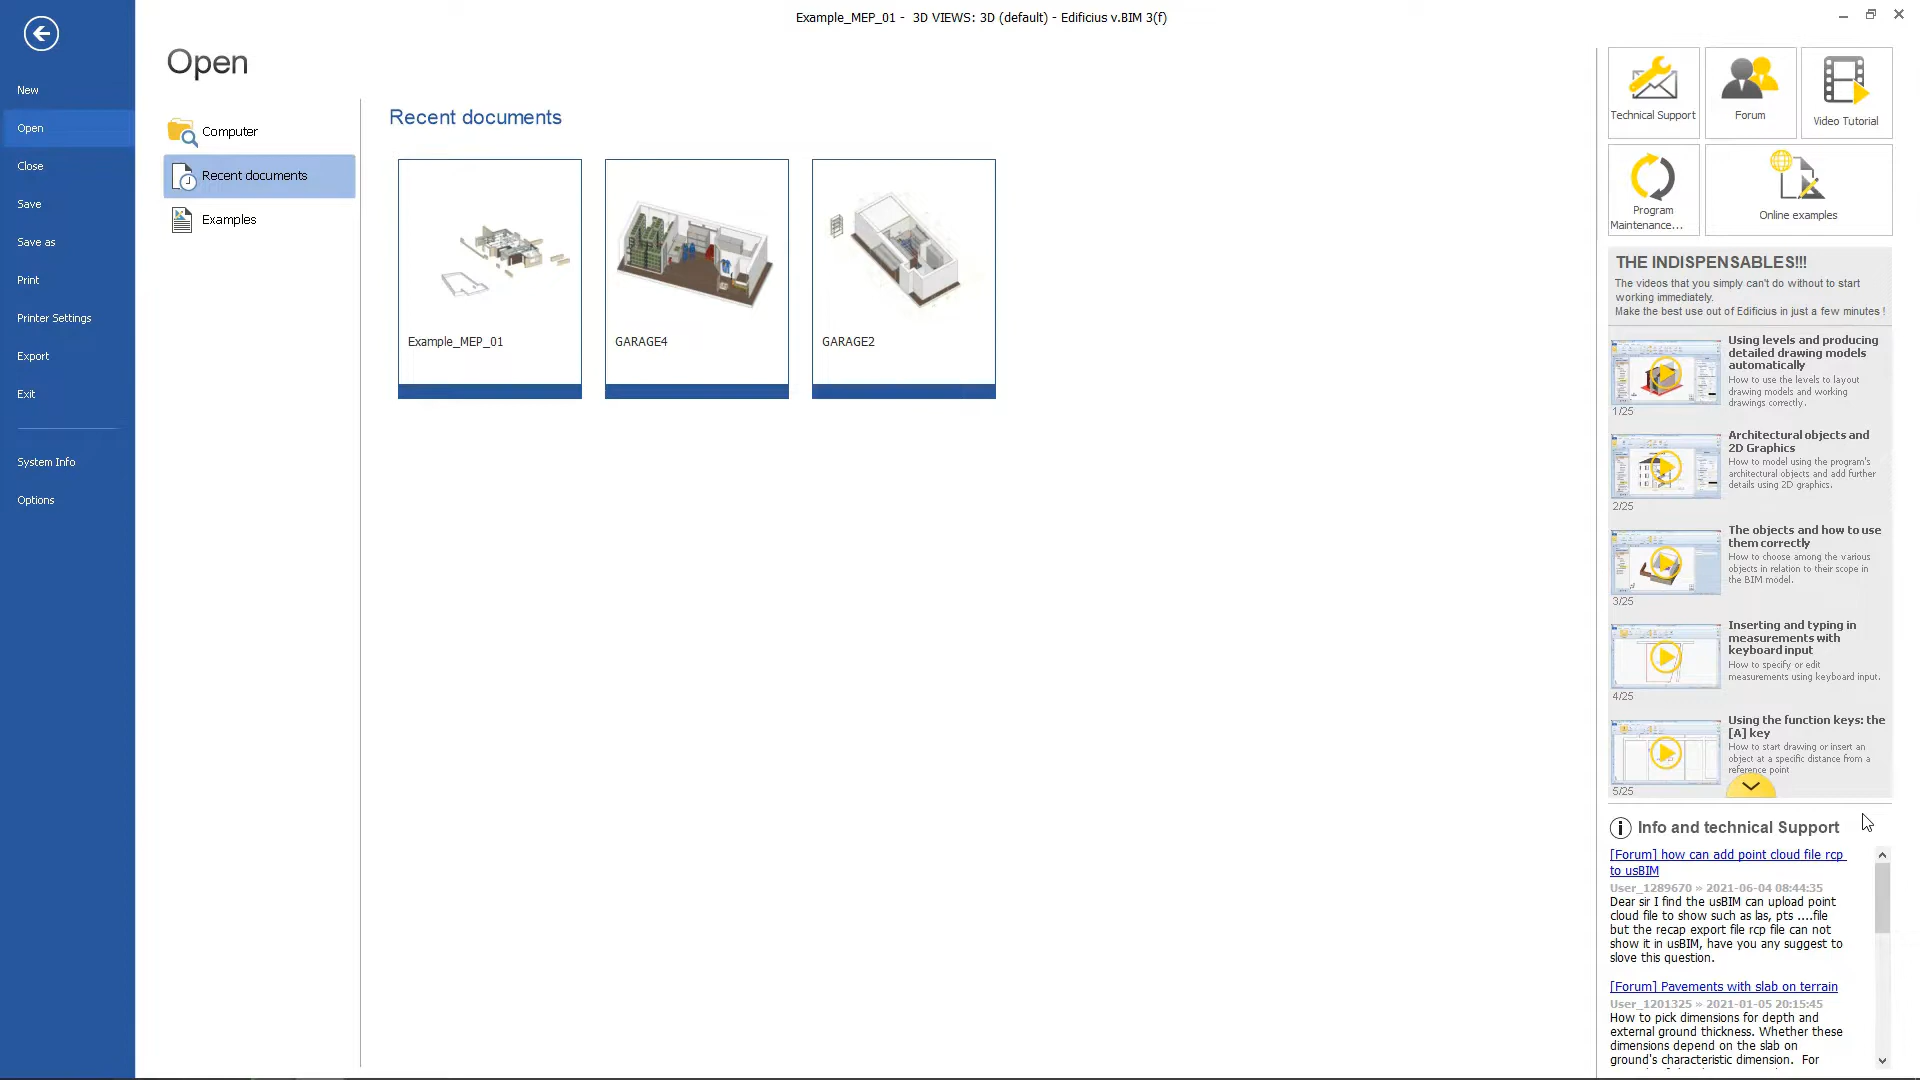 Example_MEP_01 -  3D VIEWS: 3D (default) - Edificius v.BIM 3(f)
New
Open
Close
Save
Save as
Print
Printer Settings
Export
Exit
System Info
Options
Open
Computer
Recent documents
Examples
Recent documents
Example_MEP_01
GARAGE4
GARAGE2
Technical Support
Forum
Video Tutorial
Program
Maintenance...
Online examples
THE INDISPENSABLES!!!
The videos that you simply can't do without to start
working immediately.
Make the best use out of Edificius in just a few minutes !
Using levels and producing
detailed drawing models
automatically
How to use the levels to layout
drawing models and working
drawings correctly.
1/25
Architectural objects and
2D Graphics
How to model using the program's
architectural objects and add further
details using 2D graphics.
2/25
The objects and how to use
them correctly
How to choose among the various
objects in relation to their scope in
the BIM model.
3/25
Inserting and typing in
measurements with
keyboard input
How to specify or edit
measurements using keyboard input.
4/25
Using the function keys: the
[A] key
How to start drawing or insert an
object at a specific distance from a
reference point
5/25
Info and technical Support
[Forum] how can add point cloud file rcp
to usBIM
User_1289670 » 2021-06-04 08:44:35
Dear sir I find the usBIM can upload point
cloud file to show such as las, pts ....file
but the recap export file rcp file can not
show it in usBIM, have you any suggest to
slove this question.
[Forum] Pavements with slab on terrain
User_1201325 » 2021-01-05 20:15:45
How to pick dimensions for depth and
external ground thickness. Whether these
dimensions depend on the slab on
ground's characteristic dimension.  For